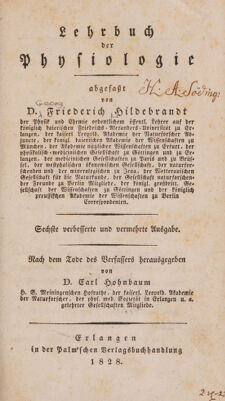 Lehrbuch
der
Physiologie
abgefaßt
von
Georg
D. Friederich Hildebrandt
der Physik und Chemie ordentlichem öffentl. Lehrer auf der
königlich baierischen Friedrichs-Alexanders-Universität zu Er-
langen, der kaiserl. Leopold. Akademie der Naturforscher Ad-
juncte, der königl. baierischen Akademie der Wissenschaften zu
München, der Akademie nüzlicher Wissenschaften zu Erfurt, der
physikalisch-medicinischen Gesellschaft zu Göttingen und zu Er-
langen, der medicinischen Gesellschaften zu Paris und zu Brüs-
sel, der westphälischen Gesellschaft, der naturforschenden
und der mineralogischen zu Jena, der Wetterauischen
Gesellschaft für die Naturkunde, der Gesellschaft naturforschen-
der Freunde zu Berlin Mitgliede, der königl. großbrit. Ge-
sellschaft der Wissenschaften zu Göttingen und der königlich
preussischen Akademie der Wissenschaften zu Berlin
Correspondenten.
Sechste verbesserte und vermehrte Ausgabe.
Nach dem Tode des Verfassers herausgegeben
von
D. Carl Hohnbaum
H. S. Meiningenschen Hofrathe, der kaiserl. Leopold. Akademie
der Naturforscher, der phys. med. Societät in Erlangen u. a.
gelehrter Gesellschaften Mitgliede.
Erlangen
in der Palm'schen Verlagsbuchhandlung
1828.